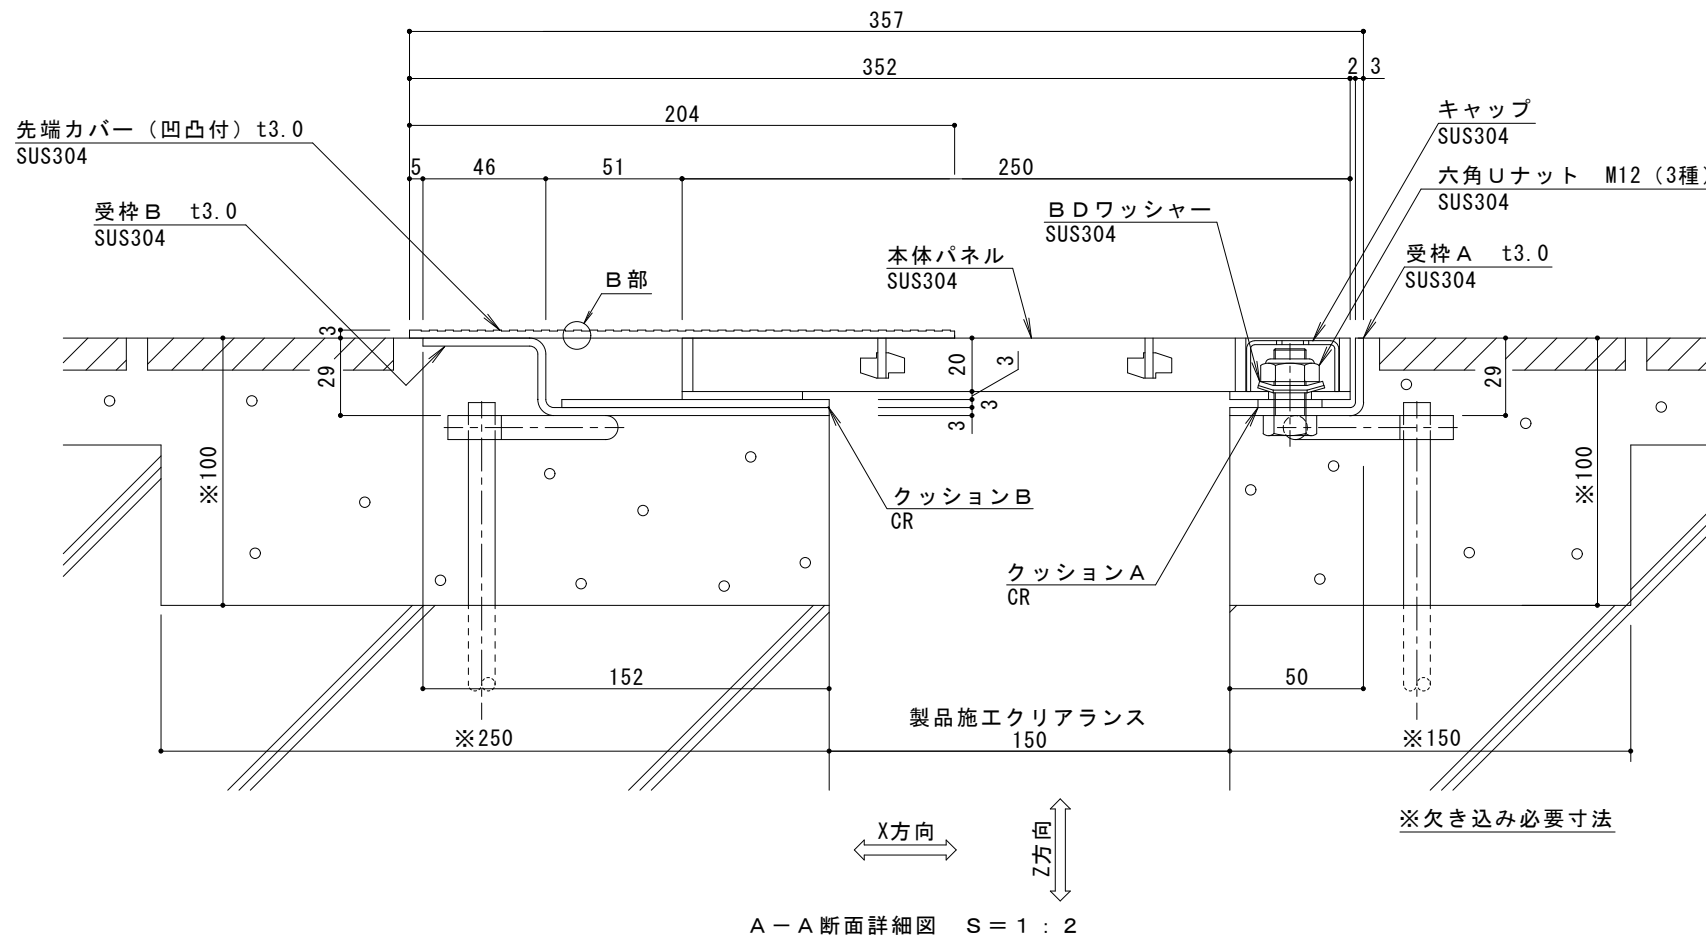 357
352
2
3
204
先端カバー（凹凸付）t3.0
SUS304
キャップ
SUS304
5
46
51
250
六角Uナット　M12（3種）
SUS304
受枠B　t3.0
SUS304
BDワッシャー
SUS304
本体パネル
SUS304
受枠A　t3.0
SUS304
B部
3
29
20
3
3
3
29
※100
※100
クッションB
CR
クッションA
CR
152
50
製品施工クリアランス
※250
150
※150
※欠き込み必要寸法
X方向
Z方向
A－A断面詳細図　S＝1：2